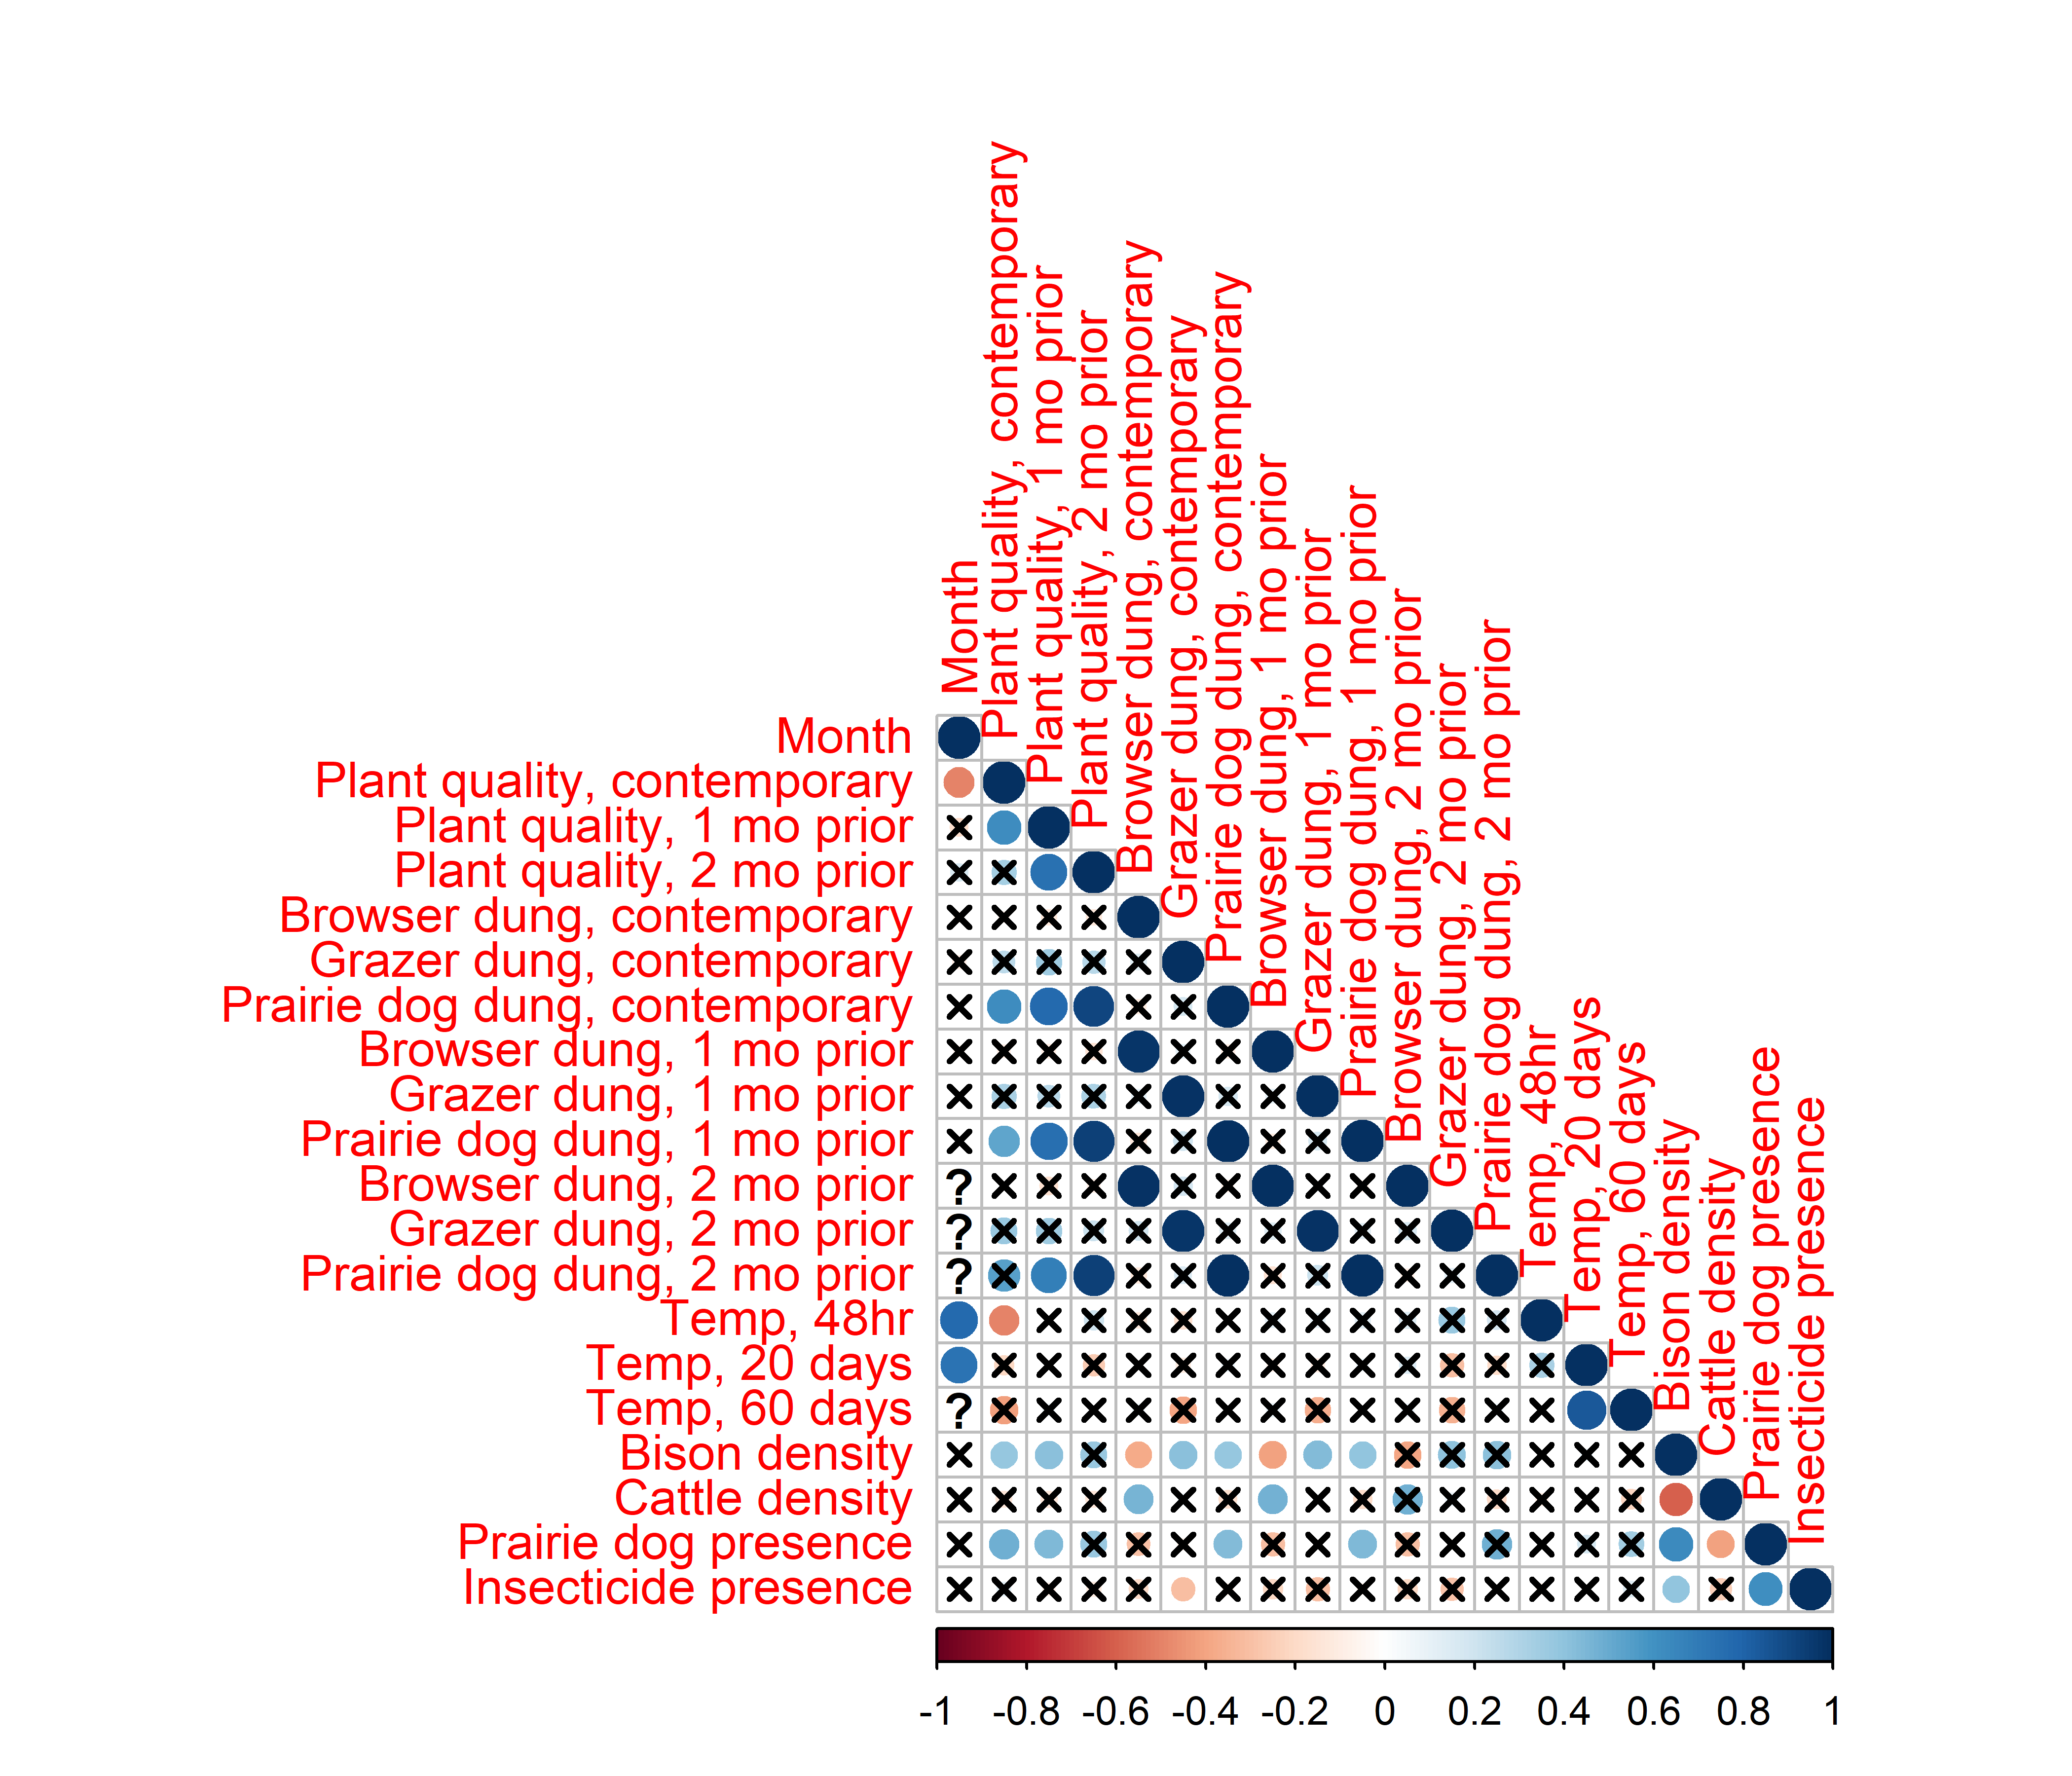 Month
Plant quality, contemporary
Plant quality, 1 mo prior
Plant quality, 2 mo prior
Browser dung, contemporary
Grazer dung, contemporary
Prairie dog dung, contemporary
Browser dung, 1 mo prior
Grazer dung, 1 mo prior
Prairie dog dung, 1 mo prior
Browser dung, 2 mo prior
Grazer dung, 2 mo prior
Prairie dog dung, 2 mo prior
Temp, 48hr
Temp, 20 days
Temp, 60 days
Bison density
Cattle density
Prairie dog presence
Insecticide presence
Month
Plant quality, contemporary
Plant quality, 1 mo prior
Plant quality, 2 mo prior
Browser dung, contemporary
Grazer dung, contemporary
Prairie dog dung, contemporary
Browser dung, 1 mo prior
Grazer dung, 1 mo prior
Prairie dog dung, 1 mo prior
Browser dung, 2 mo prior
?
Grazer dung, 2 mo prior
?
Prairie dog dung, 2 mo prior
?
Temp, 48hr
Temp, 20 days
Temp, 60 days
?
Bison density
Cattle density
Prairie dog presence
Insecticide presence
-1 -0.8 -0.6 -0.4 -0.2 0 0.2 0.4 0.6 0.8 1